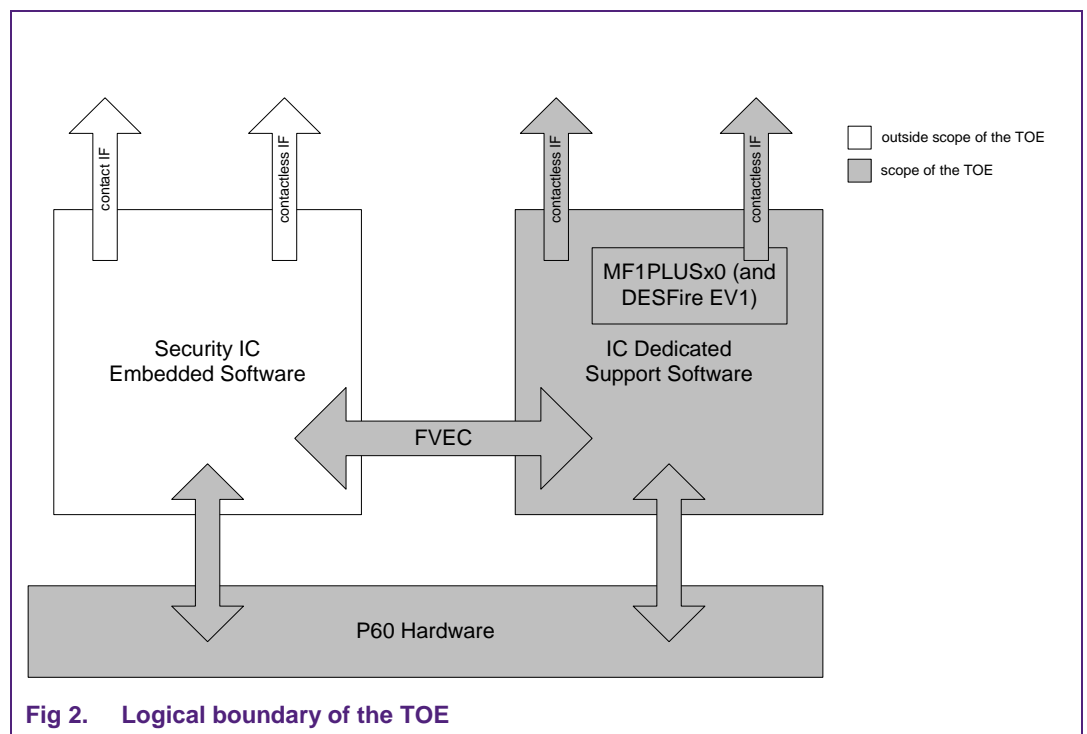 contact IF
contactless IF
contactless IF
contactless IF
outside scope of the TOE
scope of the TOE
MF1PLUSx0 (and
DESFire EV1)
Security IC
Embedded Software
IC Dedicated
Support Software
FVEC
P60 Hardware
Fig 2. Logical boundary of the TOE